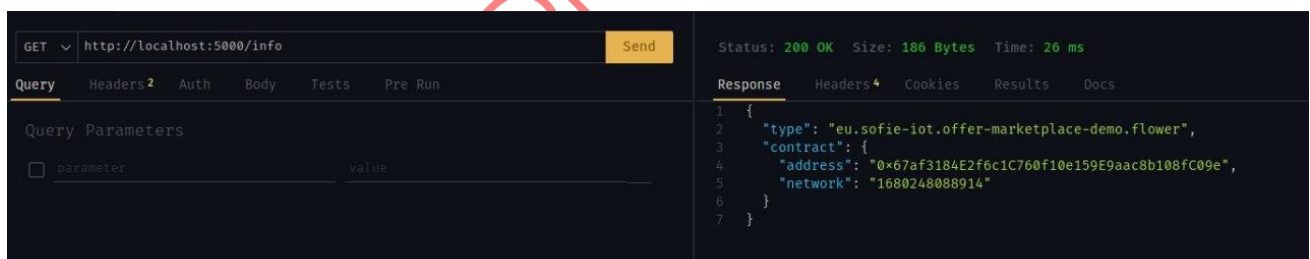 GET http://localhost:5000/info Send
Query Headers 2 Auth Body Tests Pre Run
Query Parameters
parameter value
Status: 200 OK Size: 186 Bytes Time: 26 ms
Response Headers 4 Cookies Results Docs
1 {
2 "type": "eu.sofie-iot.offer-marketplace-demo.flower",
3 "contract": {
4 "address": "0×67af3184E2f6c1C760f10e159E9aac8b108fC09e",
5 "network": "1680248088914"
6 }
7 }